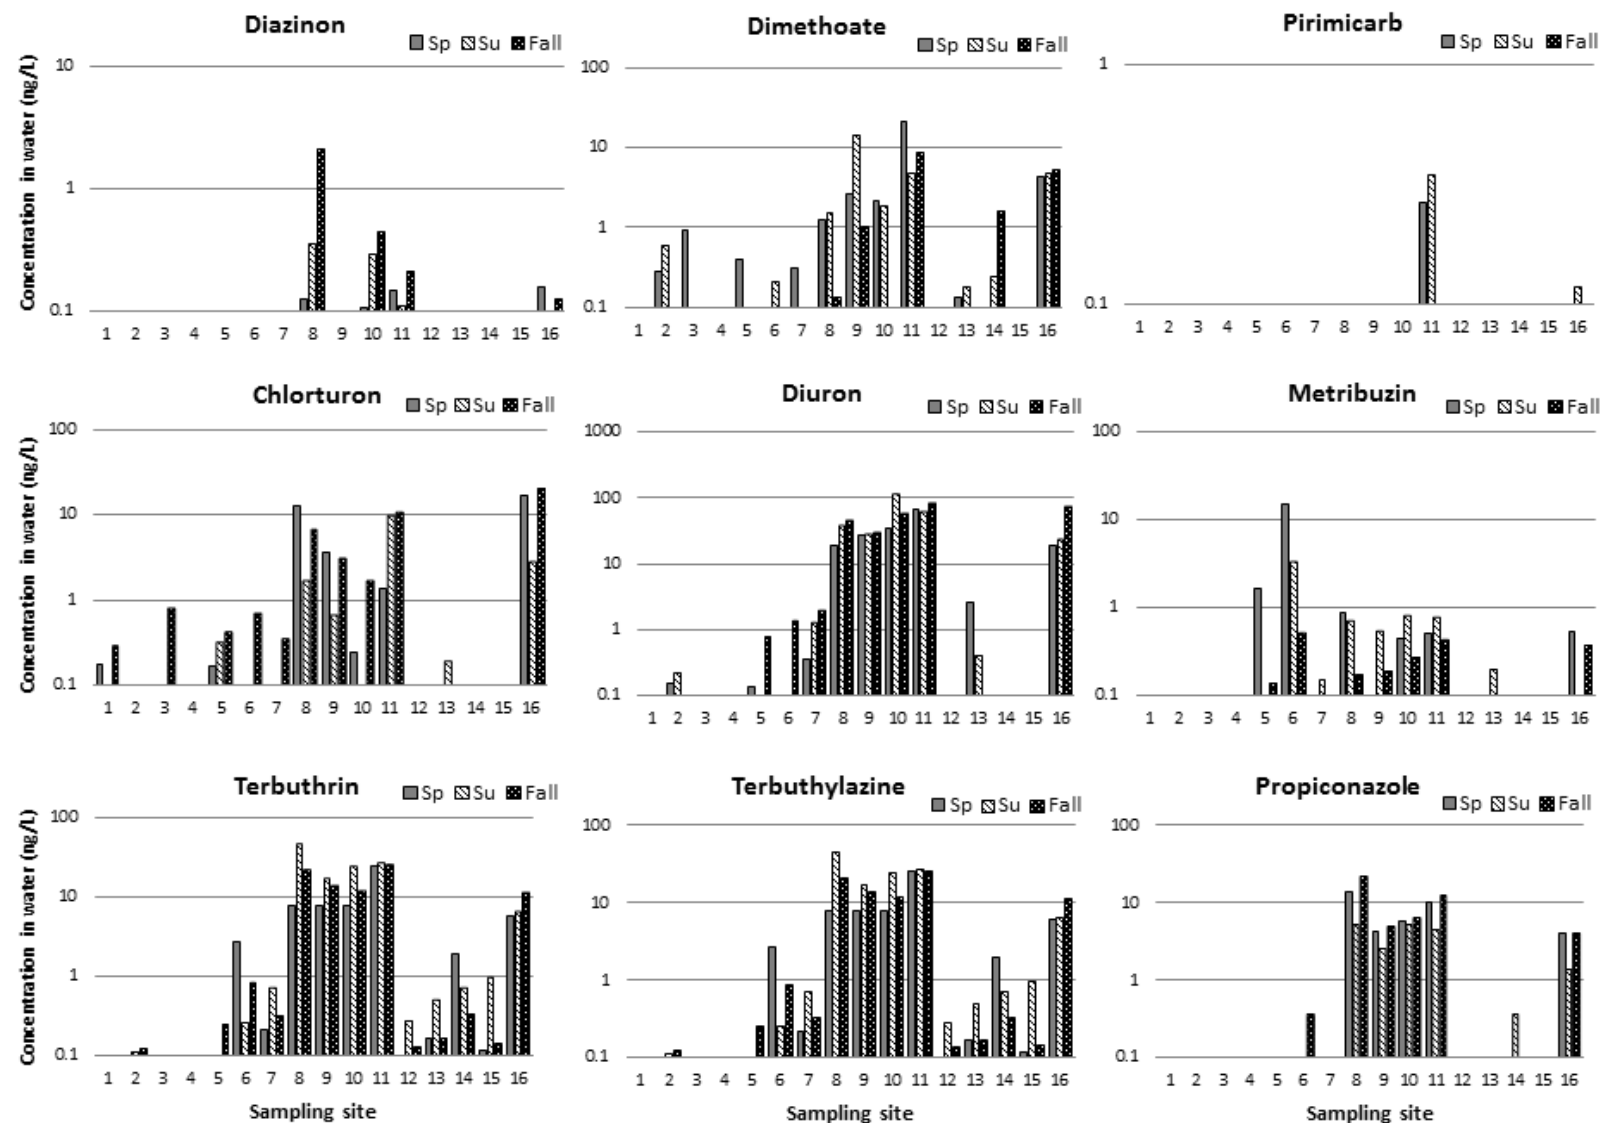 Diazinon
Sp Su Fall
Concentration in water (ng/L)
10
1
0.1
1 2 3 4 5 6 7 8 9 10 11 12 13 14 15 16
Dimethoate
Sp Su Fall
100
10
1
0.1
1 2 3 4 5 6 7 8 9 10 11 12 13 14 15 16
Pirimicarb
Sp Su Fall
1
0.1
1 2 3 4 5 6 7 8 9 10 11 12 13 14 15 16
Chlorturon
Sp Su Fall
Concentration in water (ng/L)
100
10
1
0.1
1 2 3 4 5 6 7 8 9 10 11 12 13 14 15 16
Diuron
Sp Su Fall
1000
100
10
1
0.1
1 2 3 4 5 6 7 8 9 10 11 12 13 14 15 16
Metribuzin
Sp Su Fall
100
10
1
0.1
1 2 3 4 5 6 7 8 9 10 11 12 13 14 15 16
Terbuthrin
Sp Su Fall
Concentration in water (ng/L)
100
10
1
0.1
1 2 3 4 5 6 7 8 9 10 11 12 13 14 15 16
Sampling site
Terbuthylazine
Sp Su Fall
100
10
1
0.1
1 2 3 4 5 6 7 8 9 10 11 12 13 14 15 16
Sampling site
Propiconazole
Sp Su Fall
100
10
1
0.1
1 2 3 4 5 6 7 8 9 10 11 12 13 14 15 16
Sampling site